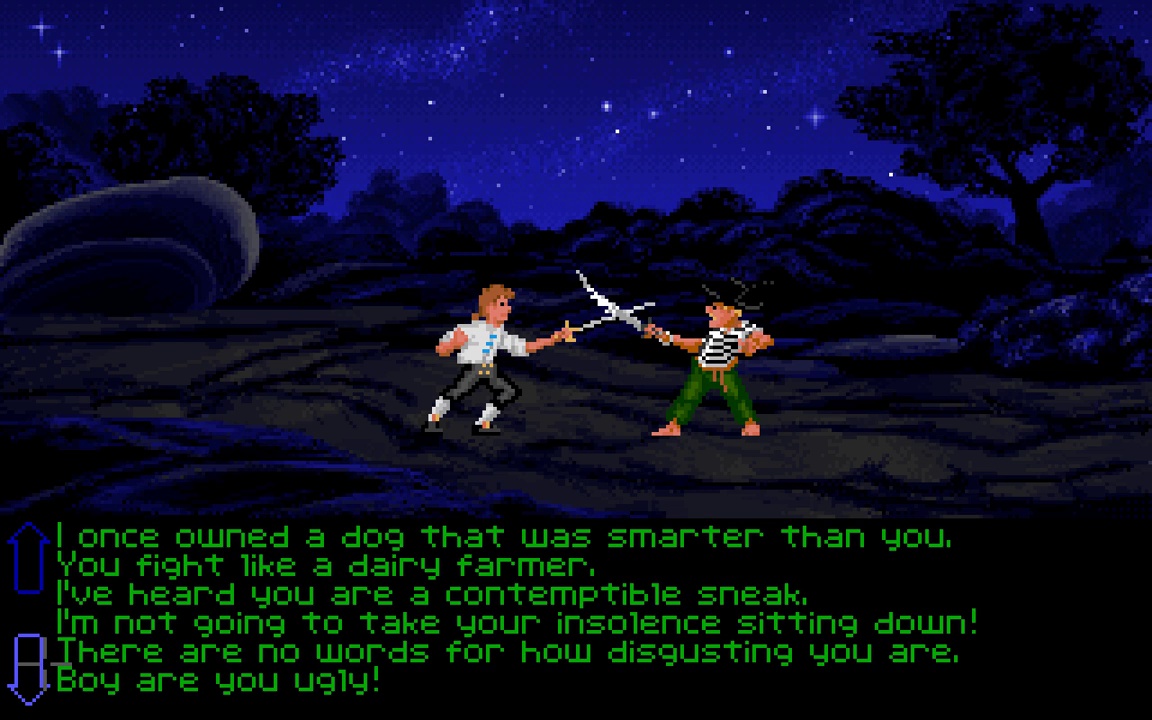 I once owned a dog that was smarter than you.
You fight like a dairy farmer.
I've heard you are a contemptible sneak.
I'm not going to take your insolence sitting down!
There are no words for how disgusting you are.
Boy are you ugly!